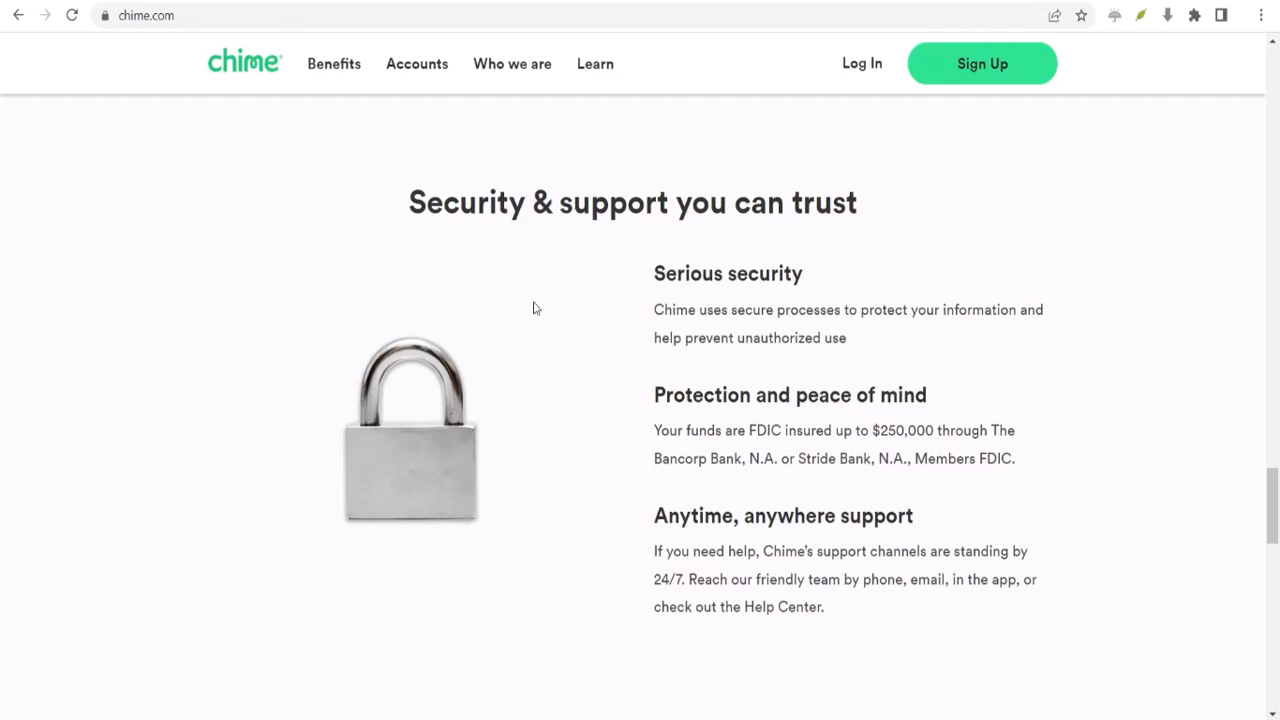 chime.com
chime
Benefits
Accounts
Who we are
Learn
Log In
Sign Up
Security & support you can trust
Serious security
Chime uses secure processes to protect your information and
help prevent unauthorized use
Protection and peace of mind
Your funds are FDIC insured up to $250,000 through The
Bancorp Bank, N.A. or Stride Bank, N.A., Members FDIC.
Anytime, anywhere support
If you need help, Chime’s support channels are standing by
24/7. Reach our friendly team by phone, email, in the app, or
check out the Help Center.